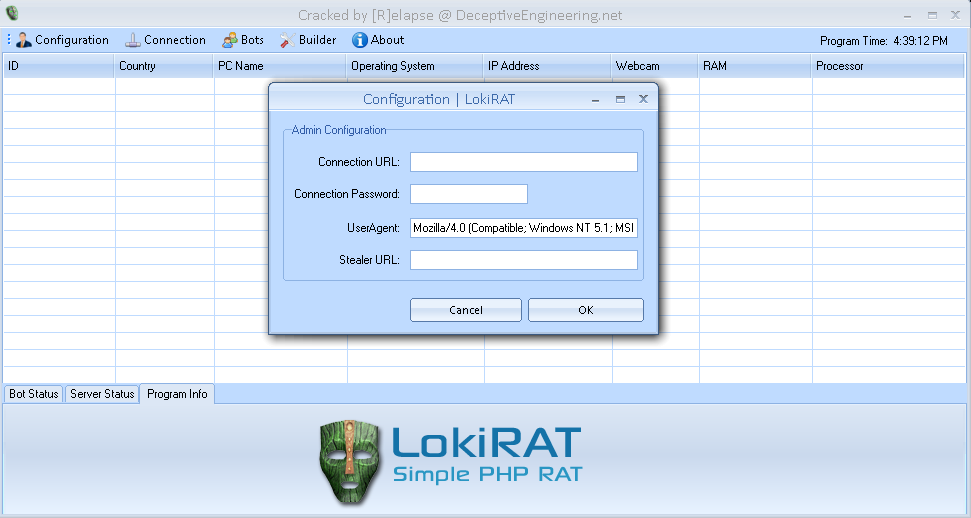 Cracked by [R]elapse @ DeceptiveEngineering.net
Configuration Connection Bots Builder About Program Time: 4:39:12 PM
ID Country PC Name Operating System IP Address Webcam RAM Processor
Configuration | LokiRAT
Admin Configuration
Connection URL:
Connection Password:
UserAgent: Mozilla/4.0 (Compatible; Windows NT 5.1; MSI
Stealer URL:
Cancel OK
Bot Status Server Status Program Info
LokiRAT
Simple PHP RAT